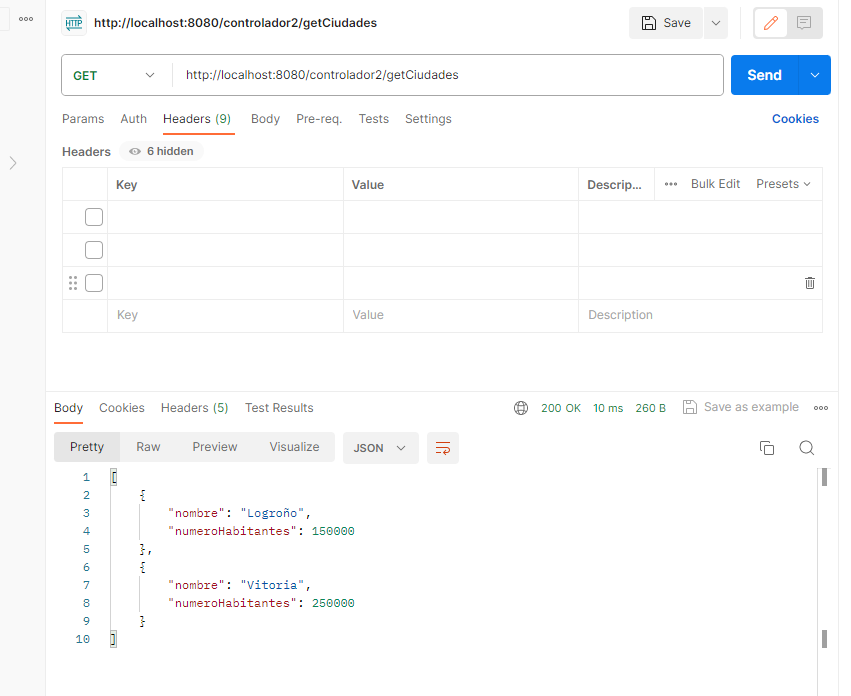 HTTP http://localhost:8080/controlador2/getCiudades Save
GET http://localhost:8080/controlador2/getCiudades Send
Params Auth Headers (9) Body Pre-req. Tests Settings Cookies
Headers 6 hidden
Key Value Descrip... Bulk Edit Presets
Key Value Description
Body Cookies Headers (5) Test Results 200 OK 10 ms 260 B Save as example
Pretty Raw Preview Visualize JSON
1 [
2 {
3 "nombre": "Logroño",
4 "numeroHabitantes": 150000
5 },
6 {
7 "nombre": "Vitoria",
8 "numeroHabitantes": 250000
9 }
10 ]